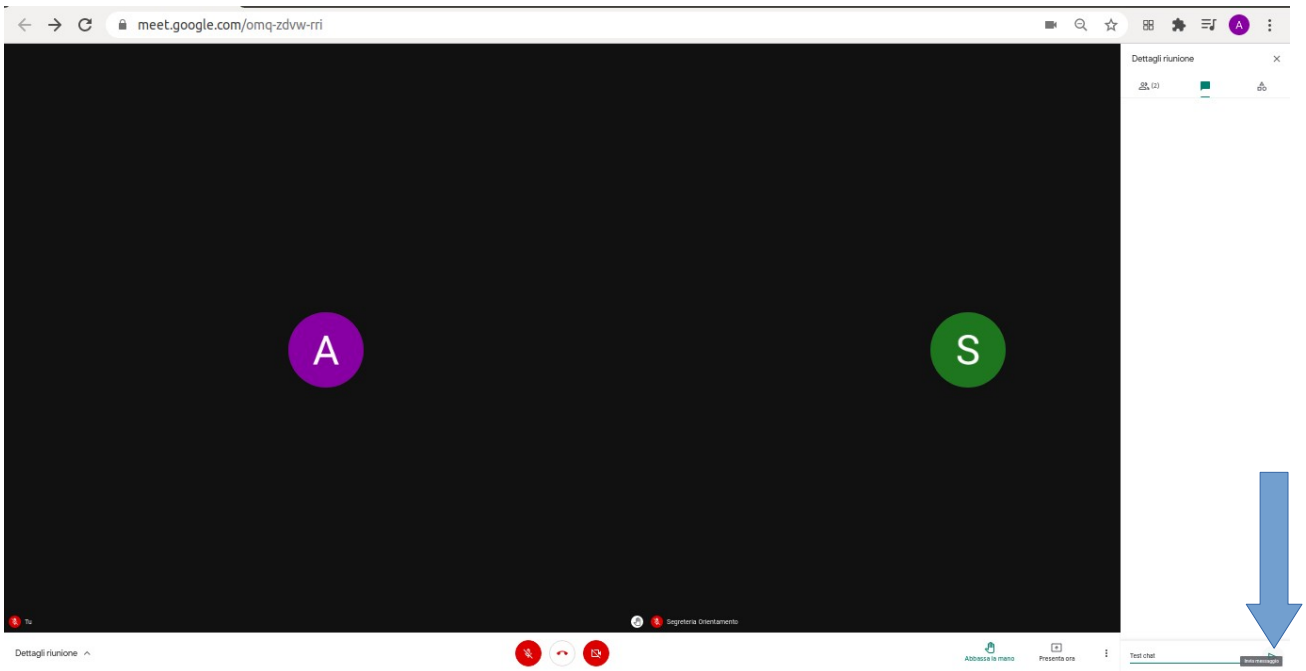 meet.google.com/omq-zdvw-rri
A
Dettagli riunione
(2)
A
S
Tu
Segreteria Orientamento
Dettagli riunione
Abbassa la mano
Presenta ora
Test chat
Invia messaggio